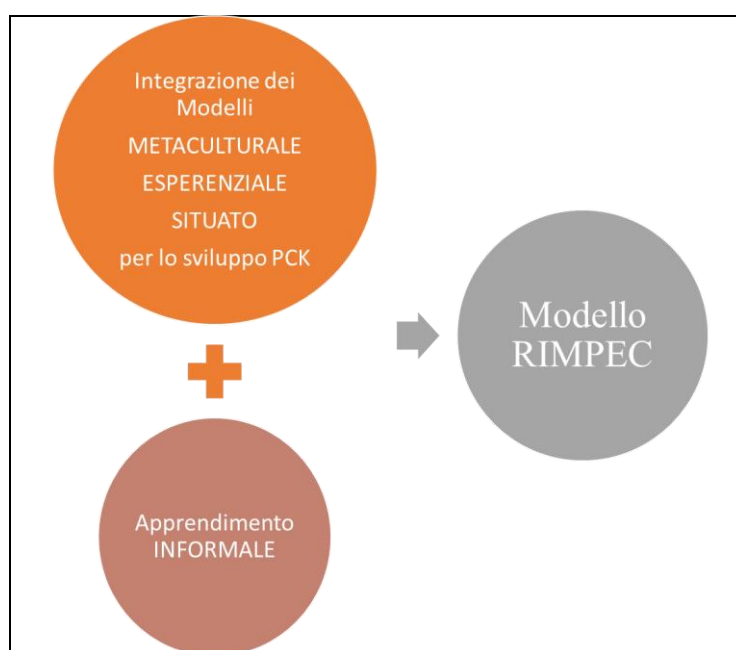 Integrazione dei
Modelli
METACULTURALE
ESPERENZIALE
SITUATO
per lo sviluppo PCK
Apprendimento
INFORMALE
Modello
RIMPEC